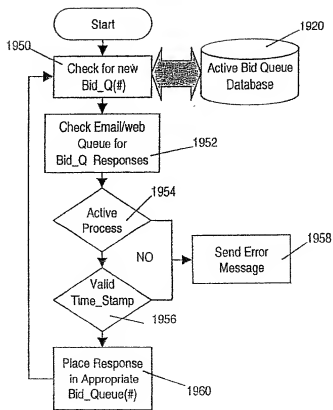 Start
1950
1920
Check for new
Bid_Q(#)
Active Bid Queue
Database
Check Email/web
Queue for
Bid_Q Responses
1952
1954
Active
Process
NO
Send Error
Message
1958
Valid
Time_Stamp
1956
Place Response
in Appropriate
Bid_Queue(#)
1960